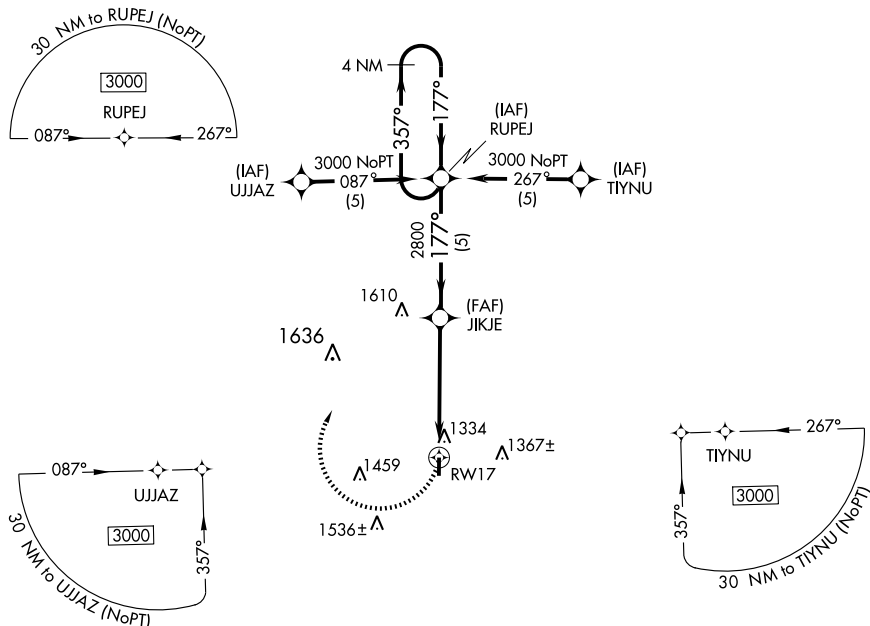 30 NM to RUPEJ (NoPT)
3000
RUPEJ
087°
267°
4 NM
357°
177°
(IAF)
RUPEJ
(IAF)
UJJAZ
3000 NoPT
087°
(5)
3000 NoPT
267°
(5)
(IAF)
TIYNU
2800
177°
(5)
1610
(FAF)
JIKJE
1636
1334
1367±
1459
RW17
1536±
087°
UJJAZ
3000
357°
30 NM to UJJAZ (NoPT)
267°
TIYNU
3000
357°
30 NM to TIYNU (NoPT)